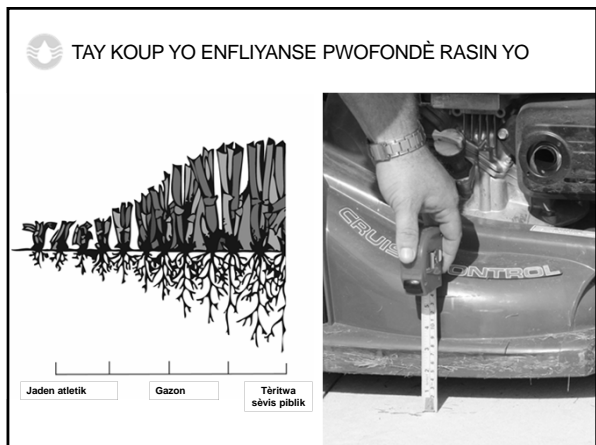 TAY KOUP YO ENFLIYANSE PWOFONDÈ RASIN YO
CRUISE CONTROL
Jaden atletik
Gazon
Tèritwa
sèvis piblik